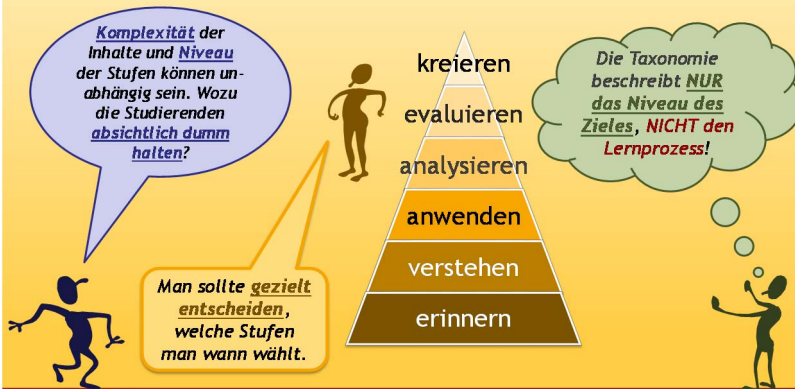 Komplexität der
Inhalte und Niveau
der Stufen können un-
abhängig sein. Wozu
die Studierenden
absichtlich dumm
halten?
Man sollte gezielt
entscheiden,
welche Stufen
man wann wählt.
kreieren
evaluieren
analysieren
anwenden
verstehen
erinnern
Die Taxonomie
beschreibt NUR
das Niveau des
Zieles, NICHT den
Lernprozess!